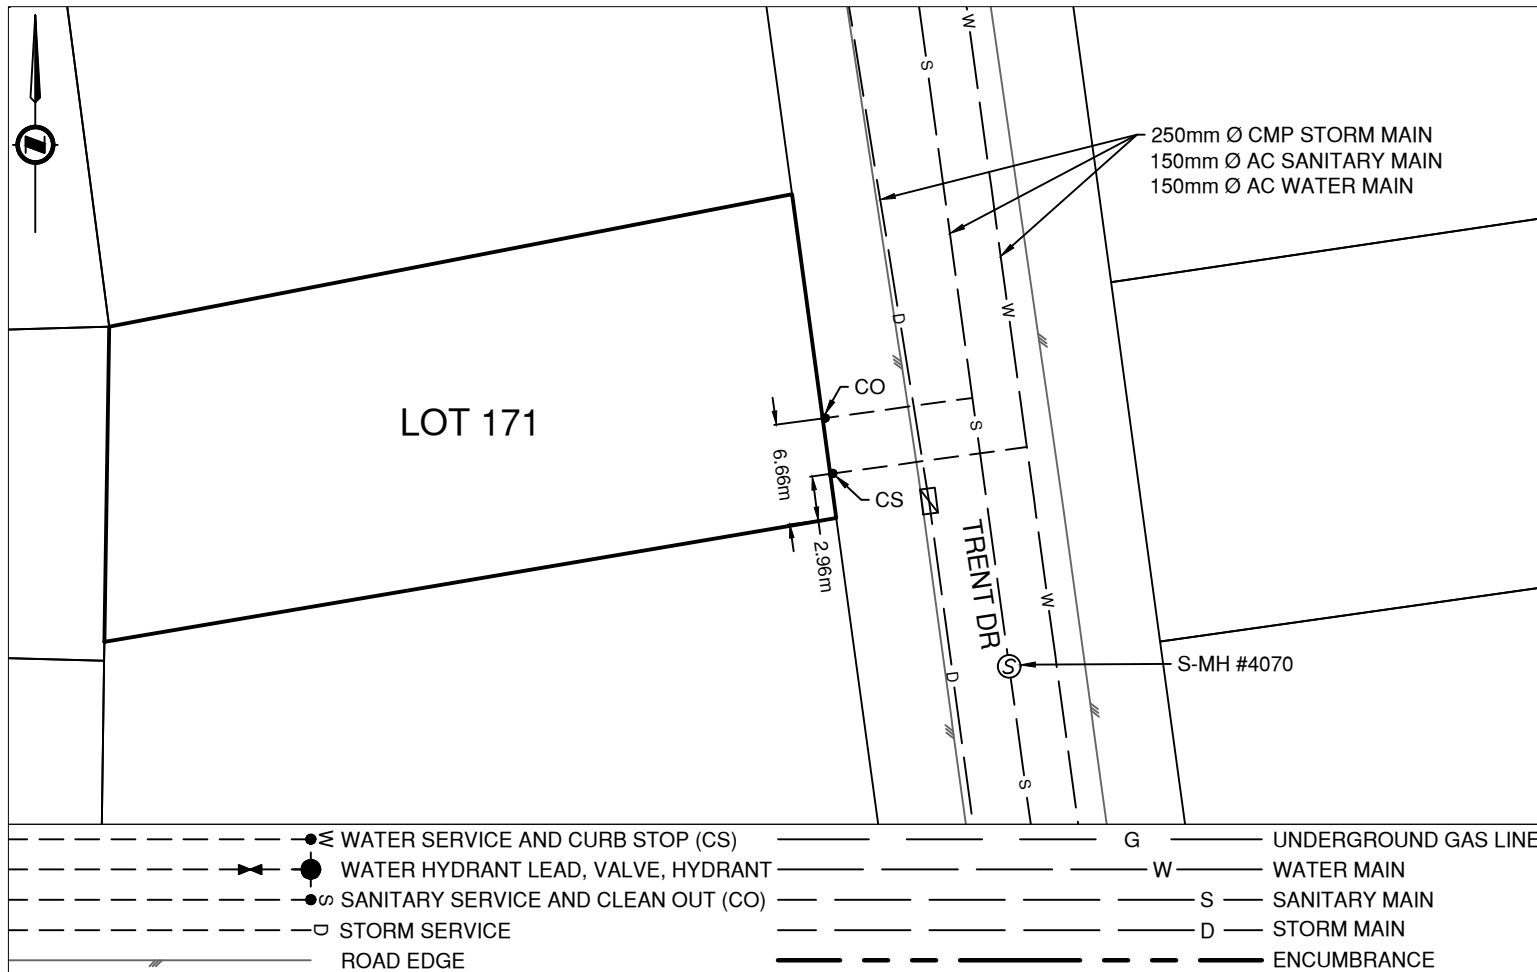 W
S
250mm Ø CMP STORM MAIN
150mm Ø AC SANITARY MAIN
150mm Ø AC WATER MAIN
D
W
CO
LOT 171
S
6.66m
CS
2.96m
TRENT DR
W
S
S-MH #4070
D
S
W WATER SERVICE AND CURB STOP (CS)
WATER HYDRANT LEAD, VALVE, HYDRANT
S SANITARY SERVICE AND CLEAN OUT (CO)
D STORM SERVICE
ROAD EDGE
G UNDERGROUND GAS LINE
W WATER MAIN
S SANITARY MAIN
D STORM MAIN
ENCUMBRANCE